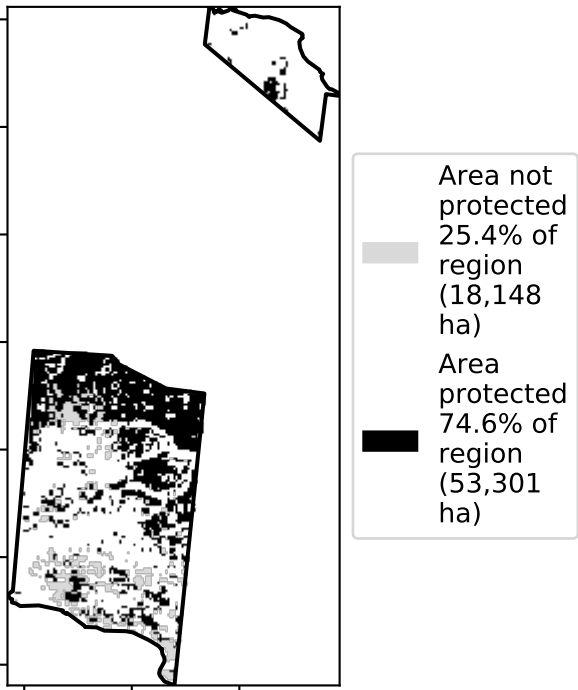 Area not
protected
25.4% of
region
(18,148
ha)
Area
protected
74.6% of
region
(53,301
ha)